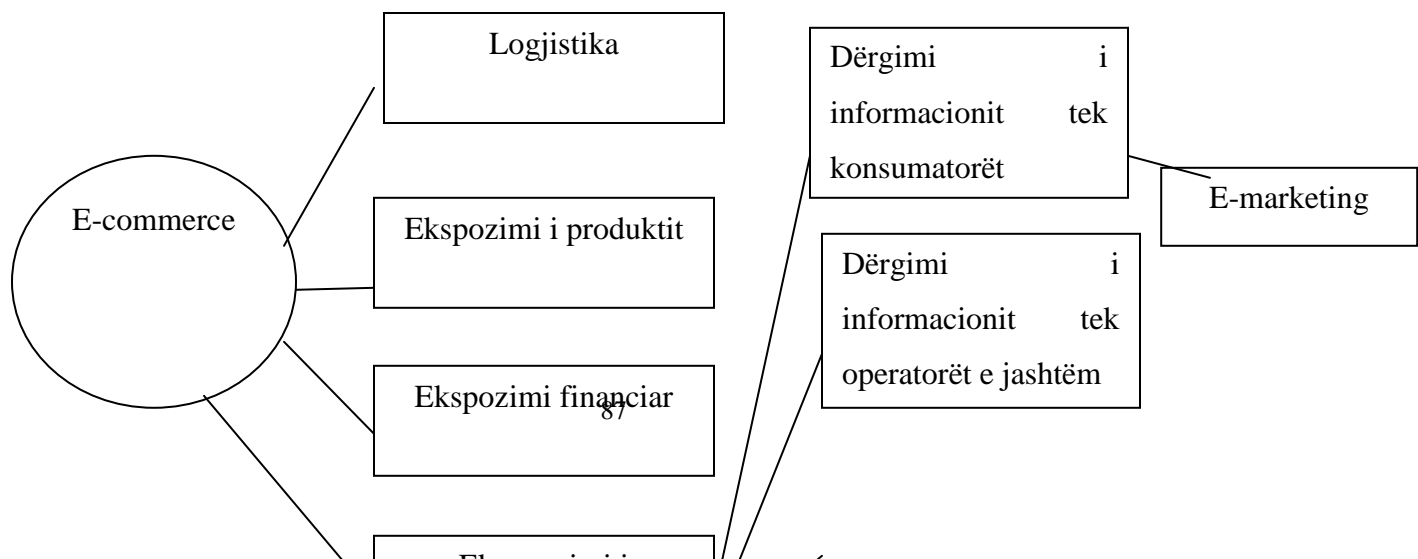 Logjistika
Dërgimi i
informacionit tek
konsumatorët
E-commerce
Ekspozimi i produktit
E-marketing
Dërgimi i
informacionit tek
operatorët e jashtëm
Ekspozimi financiar
87